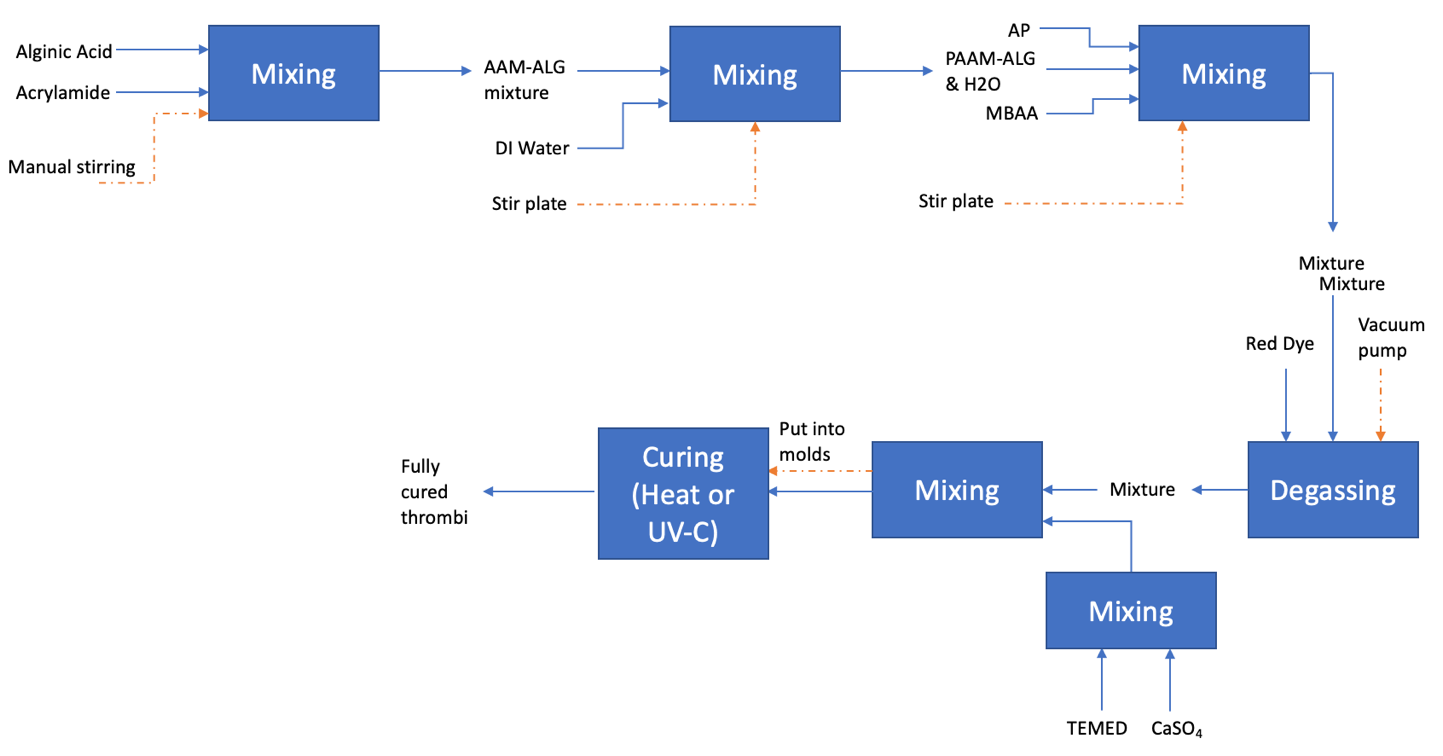 Alginic Acid
Acrylamide
Manual stirring
Mixing
AAM-ALG
mixture
DI Water
Stir plate
Mixing
AP
PAAM-ALG
& H2O
MBAA
Stir plate
Mixing
Mixture
Mixture
Red Dye
Vacuum
pump
Degassing
Mixture
Mixing
TEMED
CaSO₄
Mixing
Put into
molds
Curing
(Heat or
UV-C)
Fully
cured
thrombi